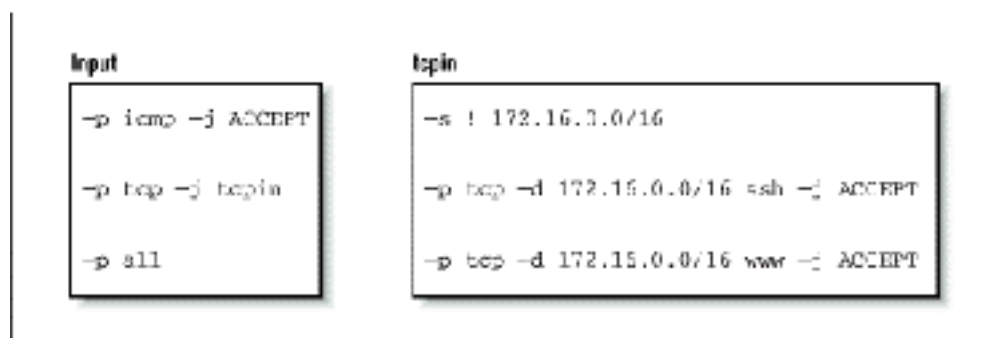 Input
-p icmp -j ACCEPT
-p tcp -j tcpin
-p all
tcpin
-s ! 172.16.0.0/16
-p tcp -d 172.16.0.0/16 ssh -j ACCEPT
-p tcp -d 172.16.0.0/16 www -j ACCEPT